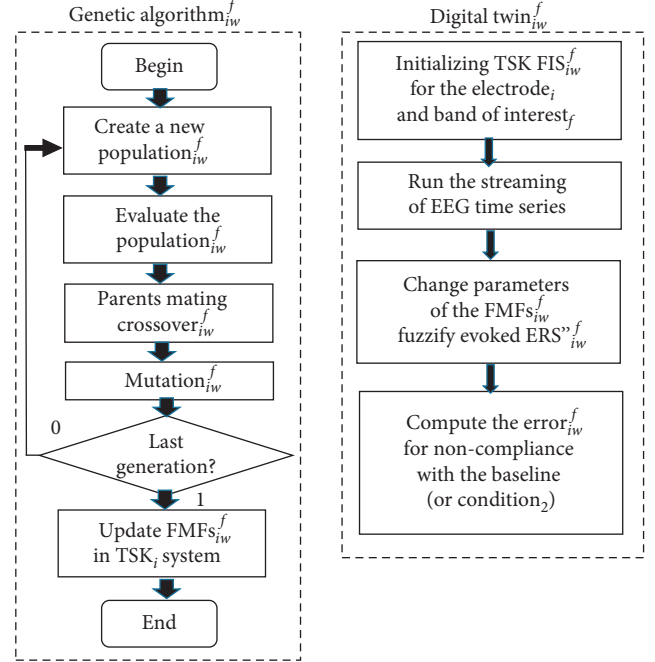 Genetic algorithm$_{iw}^{f}$
Begin
Create a new
population$_{iw}^{f}$
Evaluate the
population$_{iw}^{f}$
Parents mating
crossover$_{iw}^{f}$
Mutation$_{iw}^{f}$
0
Last
generation?
1
Update FMFs$_{iw}^{f}$
in TSK$_{i}$ system
End
Digital twin$_{iw}^{f}$
Initializing TSK FIS$_{iw}^{f}$
for the electrode$_{i}$
and band of interest$_{f}$
Run the streaming
of EEG time series
Change parameters
of the FMFs$_{iw}^{f}$
fuzzify evoked ERS”$_{iw}^{f}$
Compute the error$_{iw}^{f}$
for non-compliance
with the baseline
(or condition$_{2}$)